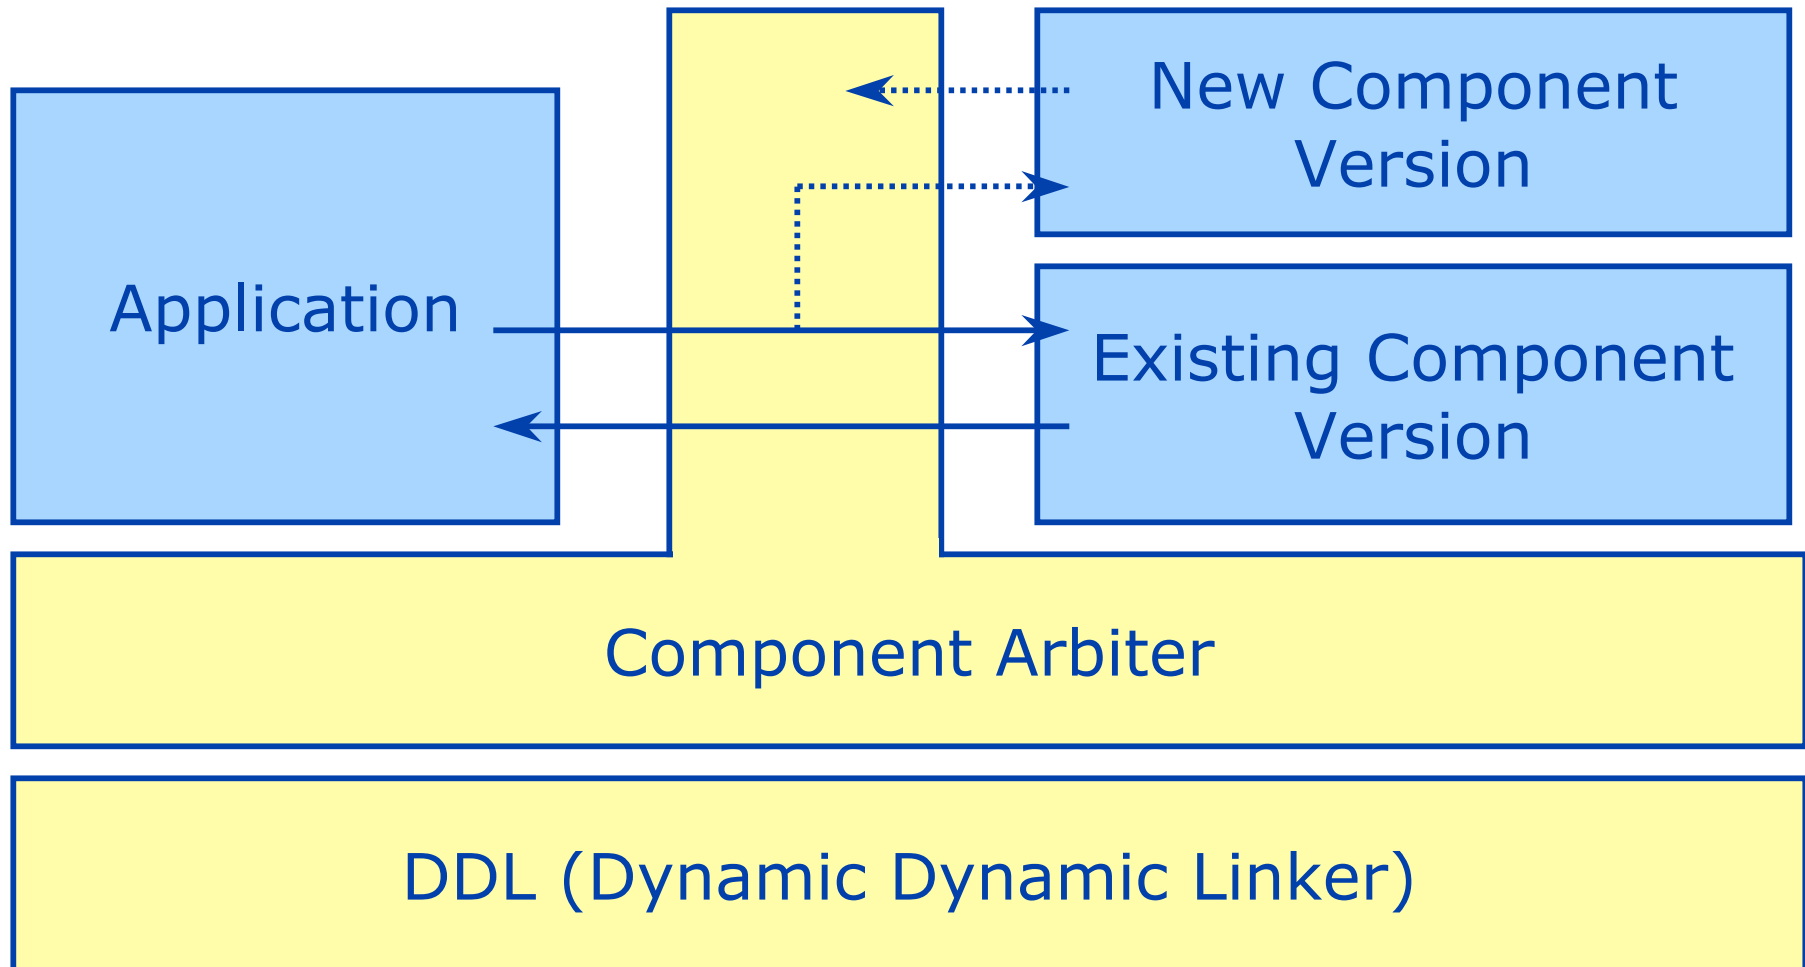 New Component
Version
Application
Existing Component
Version
Component Arbiter
DDL (Dynamic Dynamic Linker)